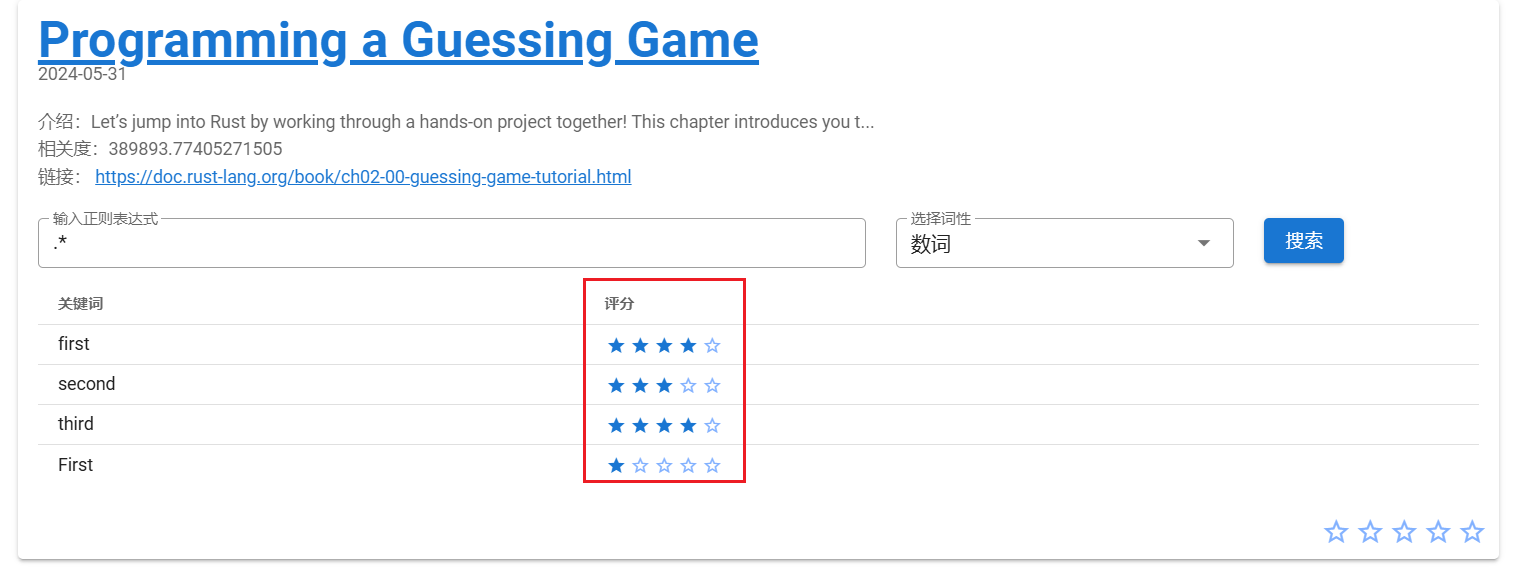 Programming a Guessing Game
2024-05-31
介绍：Let’s jump into Rust by working through a hands-on project together! This chapter introduces you t...
相关度：389893.77405271505
链接： https://doc.rust-lang.org/book/ch02-00-guessing-game-tutorial.html
输入正则表达式 选择词性
.* 数词 搜索
关键词 评分
first
second
third
First